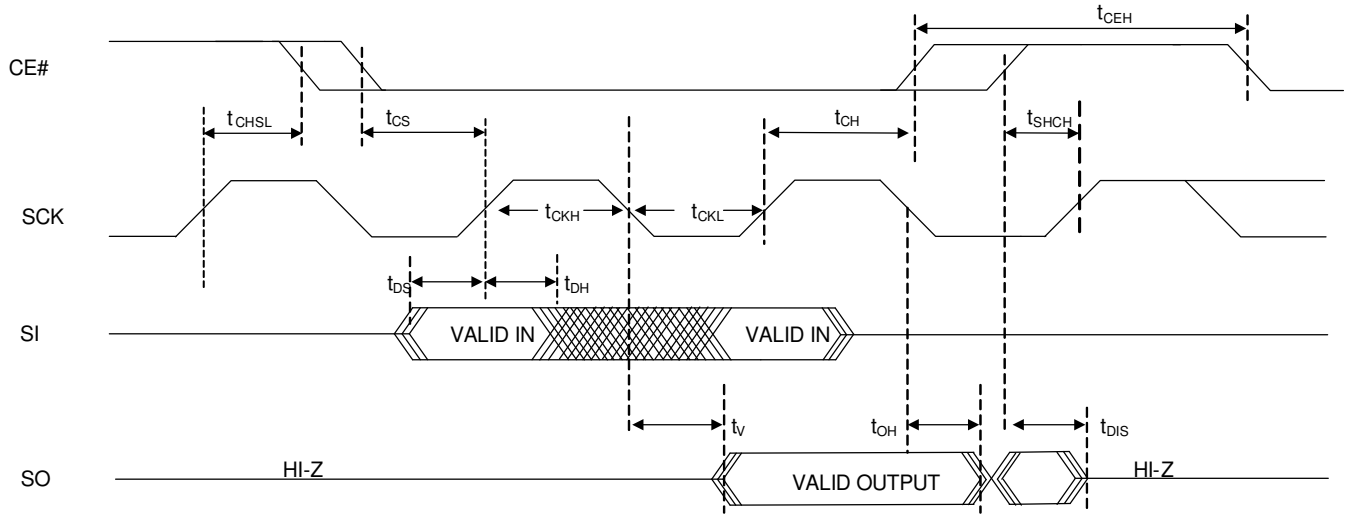 tCEH
CE#
tCHSL
tCS
tCH
tSHCH
SCK
tCKH
tCKL
tDS
tDH
SI
VALID IN
VALID IN
tV
tOH
tDIS
SO
HI-Z
VALID OUTPUT
HI-Z